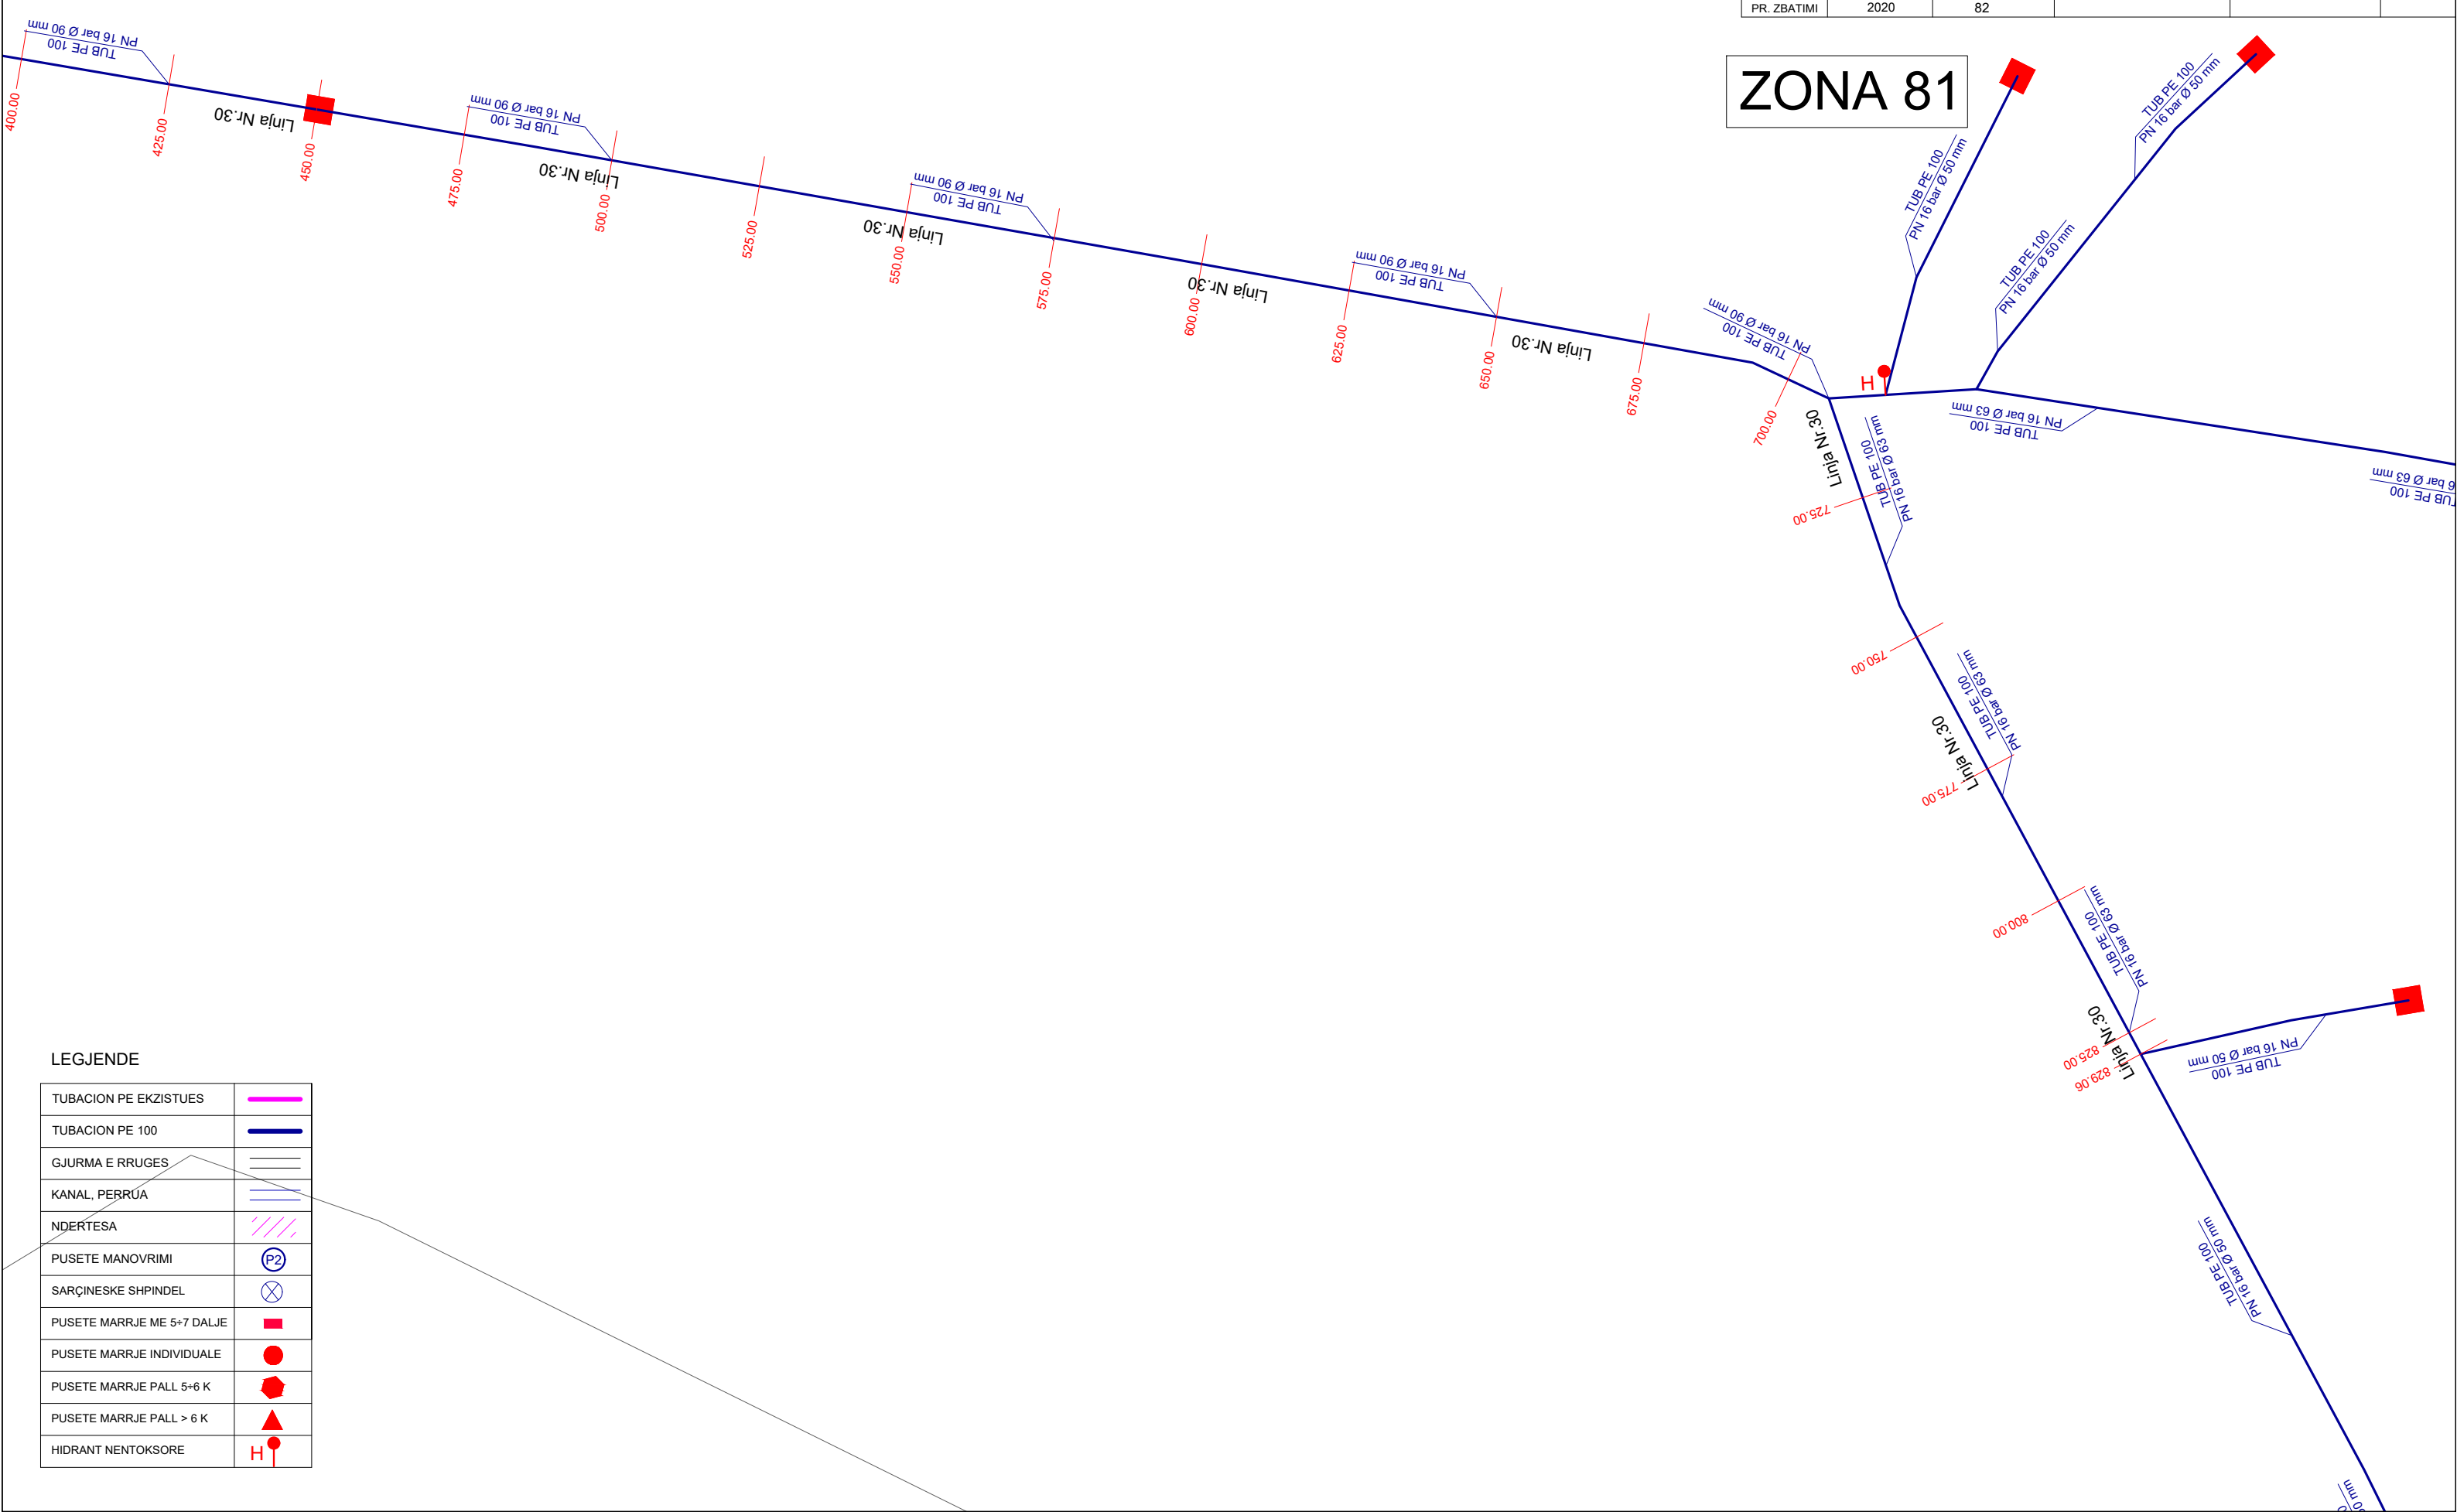 PR. ZBATIMI 2020 82
ZONA 81
PN 16 bar Ø 90 mm
TUB PE 100
400.00
425.00
Linja Nr.30
450.00
PN 16 bar Ø 90 mm
TUB PE 100
475.00
Linja Nr.30
500.00
525.00
PN 16 bar Ø 90 mm
TUB PE 100
Linja Nr.30
550.00
575.00
Linja Nr.30
600.00
PN 16 bar Ø 90 mm
TUB PE 100
625.00
Linja Nr.30
650.00
675.00
PN 16 bar Ø 90 mm
TUB PE 100
700.00
TUB PE 100
PN 16 bar Ø 50 mm
TUB PE 100
PN 16 bar Ø 50 mm
TUB PE 100
PN 16 bar Ø 50 mm
H
PN 16 bar Ø 63 mm
TUB PE 100
6 bar Ø 63 mm
TUB PE 100
Linja Nr.30
TUB PE 100
PN 16 bar Ø 63 mm
725.00
750.00
TUB PE 100
PN 16 bar Ø 63 mm
Linja Nr.30
775.00
800.00
TUB PE 100
PN 16 bar Ø 63 mm
Linja Nr.30
825.00
829.06
PN 16 bar Ø 50 mm
TUB PE 100
TUB PE 100
PN 16 bar Ø 50 mm
0 mm
LEGJENDE
TUBACION PE EKZISTUES
TUBACION PE 100
GJURMA E RRUGES
KANAL, PERRUA
NDERTESA
PUSETE MANOVRIMI P2
SARÇINESKE SHPINDEL
PUSETE MARRJE ME 5÷7 DALJE
PUSETE MARRJE INDIVIDUALE
PUSETE MARRJE PALL 5÷6 K
PUSETE MARRJE PALL > 6 K
HIDRANT NENTOKSORE H